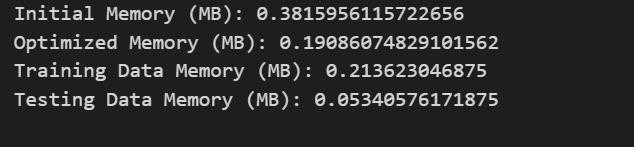 Initial Memory (MB): 0.3815956115722656
Optimized Memory (MB): 0.19086074829101562
Training Data Memory (MB): 0.213623046875
Testing Data Memory (MB): 0.05340576171875